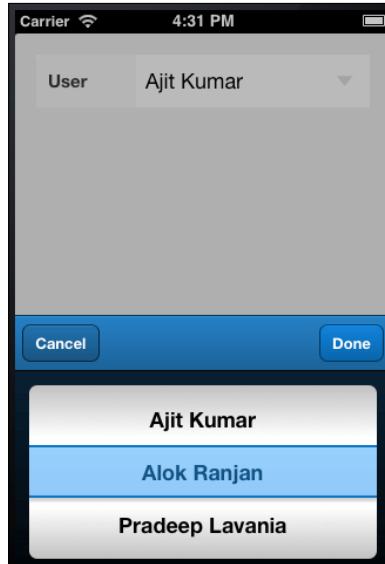 Carrier 4:31 PM
User Ajit Kumar
Cancel Done
Ajit Kumar
Alok Ranjan
Pradeep Lavania